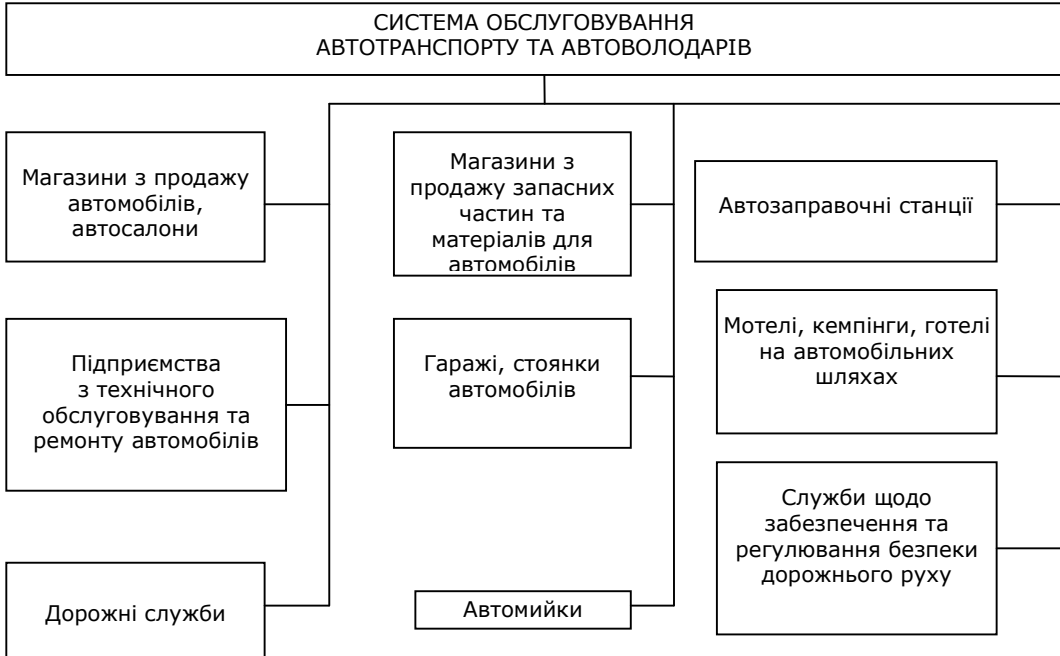 СИСТЕМА ОБСЛУГОВУВАННЯ
АВТОТРАНСПОРТУ ТА АВТОВОЛОДАРІВ
Магазини з продажу
автомобілів,
автосалони
Магазини з
продажу запасних
частин та
матеріалів для
автомобілів
Автозаправочні станції
Підприємства
з технічного
обслуговування та
ремонту автомобілів
Гаражі, стоянки
автомобілів
Мотелі, кемпінги, готелі
на автомобільних
шляхах
Дорожні служби
Автомийки
Служби щодо
забезпечення та
регулювання безпеки
дорожнього руху